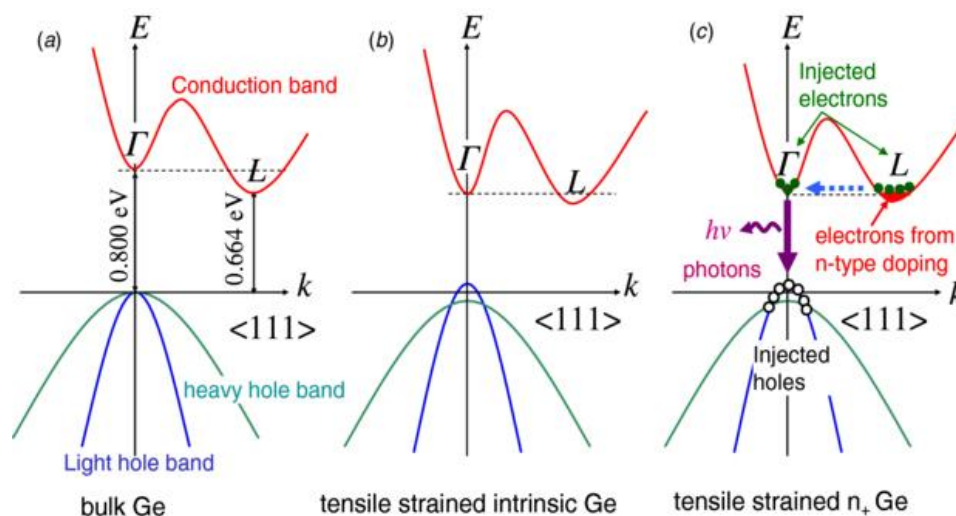 (a)
E
Conduction band
Γ
L
0.800 eV
0.664 eV
k
<111>
heavy hole band
Light hole band
bulk Ge
(b)
E
Γ
L
k
<111>
tensile strained intrinsic Ge
(c)
E
Injected
electrons
Γ
L
hν
photons
electrons from
n-type doping
k
<111>
Injected
holes
tensile strained n+ Ge